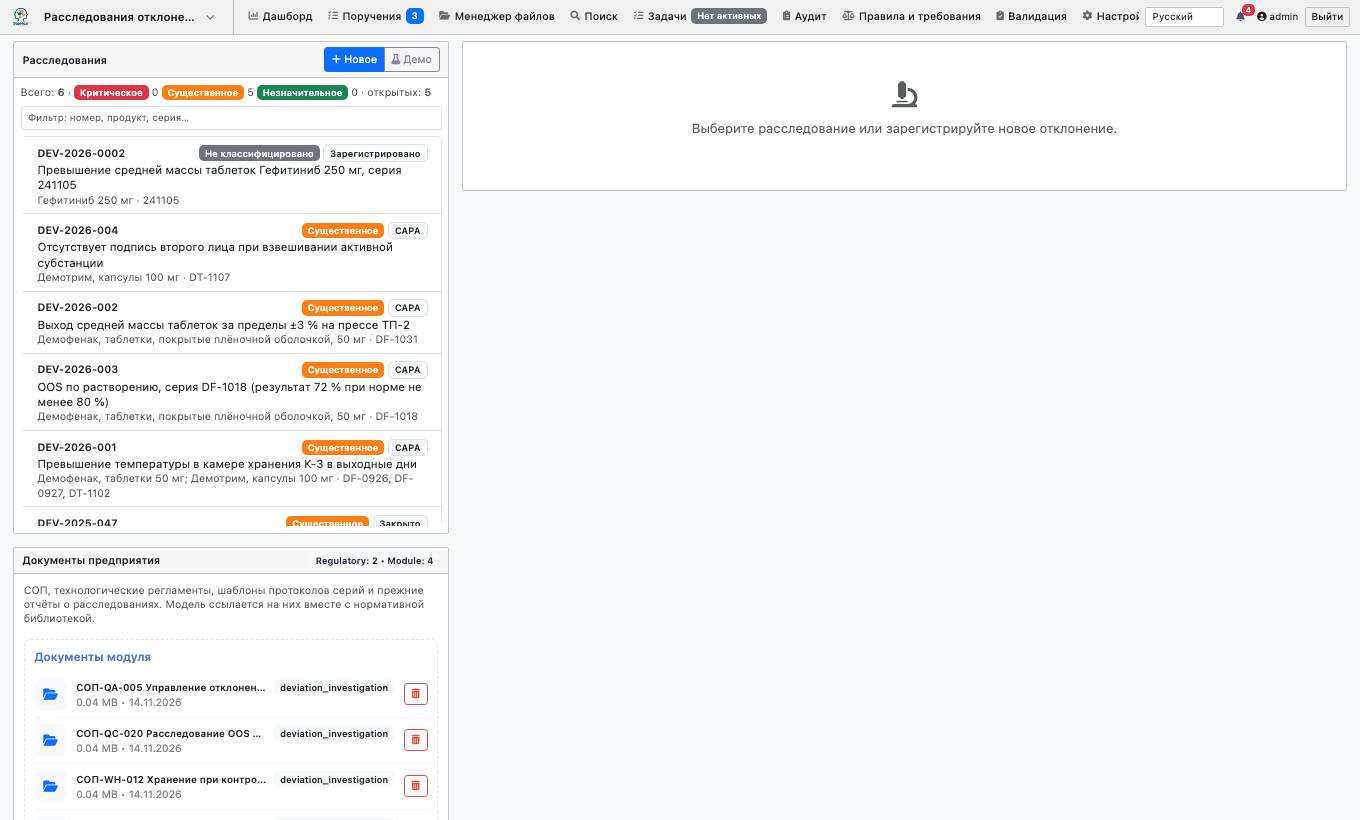 Расследования отклоне...
Дашборд
Поручения 3
Менеджер файлов
Поиск
Задачи Нет активных
Аудит
Правила и требования
Валидация
Настрой
Русский
4
admin
Выйти
Расследования
+ Новое
Демо
Всего: 6 · Критическое 0 Существенное 5 Незначительное 0 · открытых: 5
Фильтр: номер, продукт, серия...
DEV-2026-0002 Не классифицировано Зарегистрировано
Превышение средней массы таблеток Гефитиниб 250 мг, серия
241105
Гефитиниб 250 мг · 241105
DEV-2026-004 Существенное CAPA
Отсутствует подпись второго лица при взвешивании активной
субстанции
Демотрим, капсулы 100 мг · DT-1107
DEV-2026-002 Существенное CAPA
Выход средней массы таблеток за пределы ±3 % на прессе ТП-2
Демофенак, таблетки, покрытые плёночной оболочкой, 50 мг · DF-1031
DEV-2026-003 Существенное CAPA
OOS по растворению, серия DF-1018 (результат 72 % при норме не
менее 80 %)
Демофенак, таблетки, покрытые плёночной оболочкой, 50 мг · DF-1018
DEV-2026-001 Существенное CAPA
Превышение температуры в камере хранения К-3 в выходные дни
Демофенак, таблетки 50 мг; Демотрим, капсулы 100 мг · DF-0926, DF-
0927, DT-1102
DEV-2025-047 Существенное Закрыто
Выберите расследование или зарегистрируйте новое отклонение.
Документы предприятия
Regulatory: 2 • Module: 4
СОП, технологические регламенты, шаблоны протоколов серий и прежние
отчёты о расследованиях. Модель ссылается на них вместе с нормативной
библиотекой.
Документы модуля
СОП-QA-005 Управление отклонен... deviation_investigation
0.04 MB • 14.11.2026
СОП-QC-020 Расследование OOS ... deviation_investigation
0.04 MB • 14.11.2026
СОП-WH-012 Хранение при контро... deviation_investigation
0.04 MB • 14.11.2026